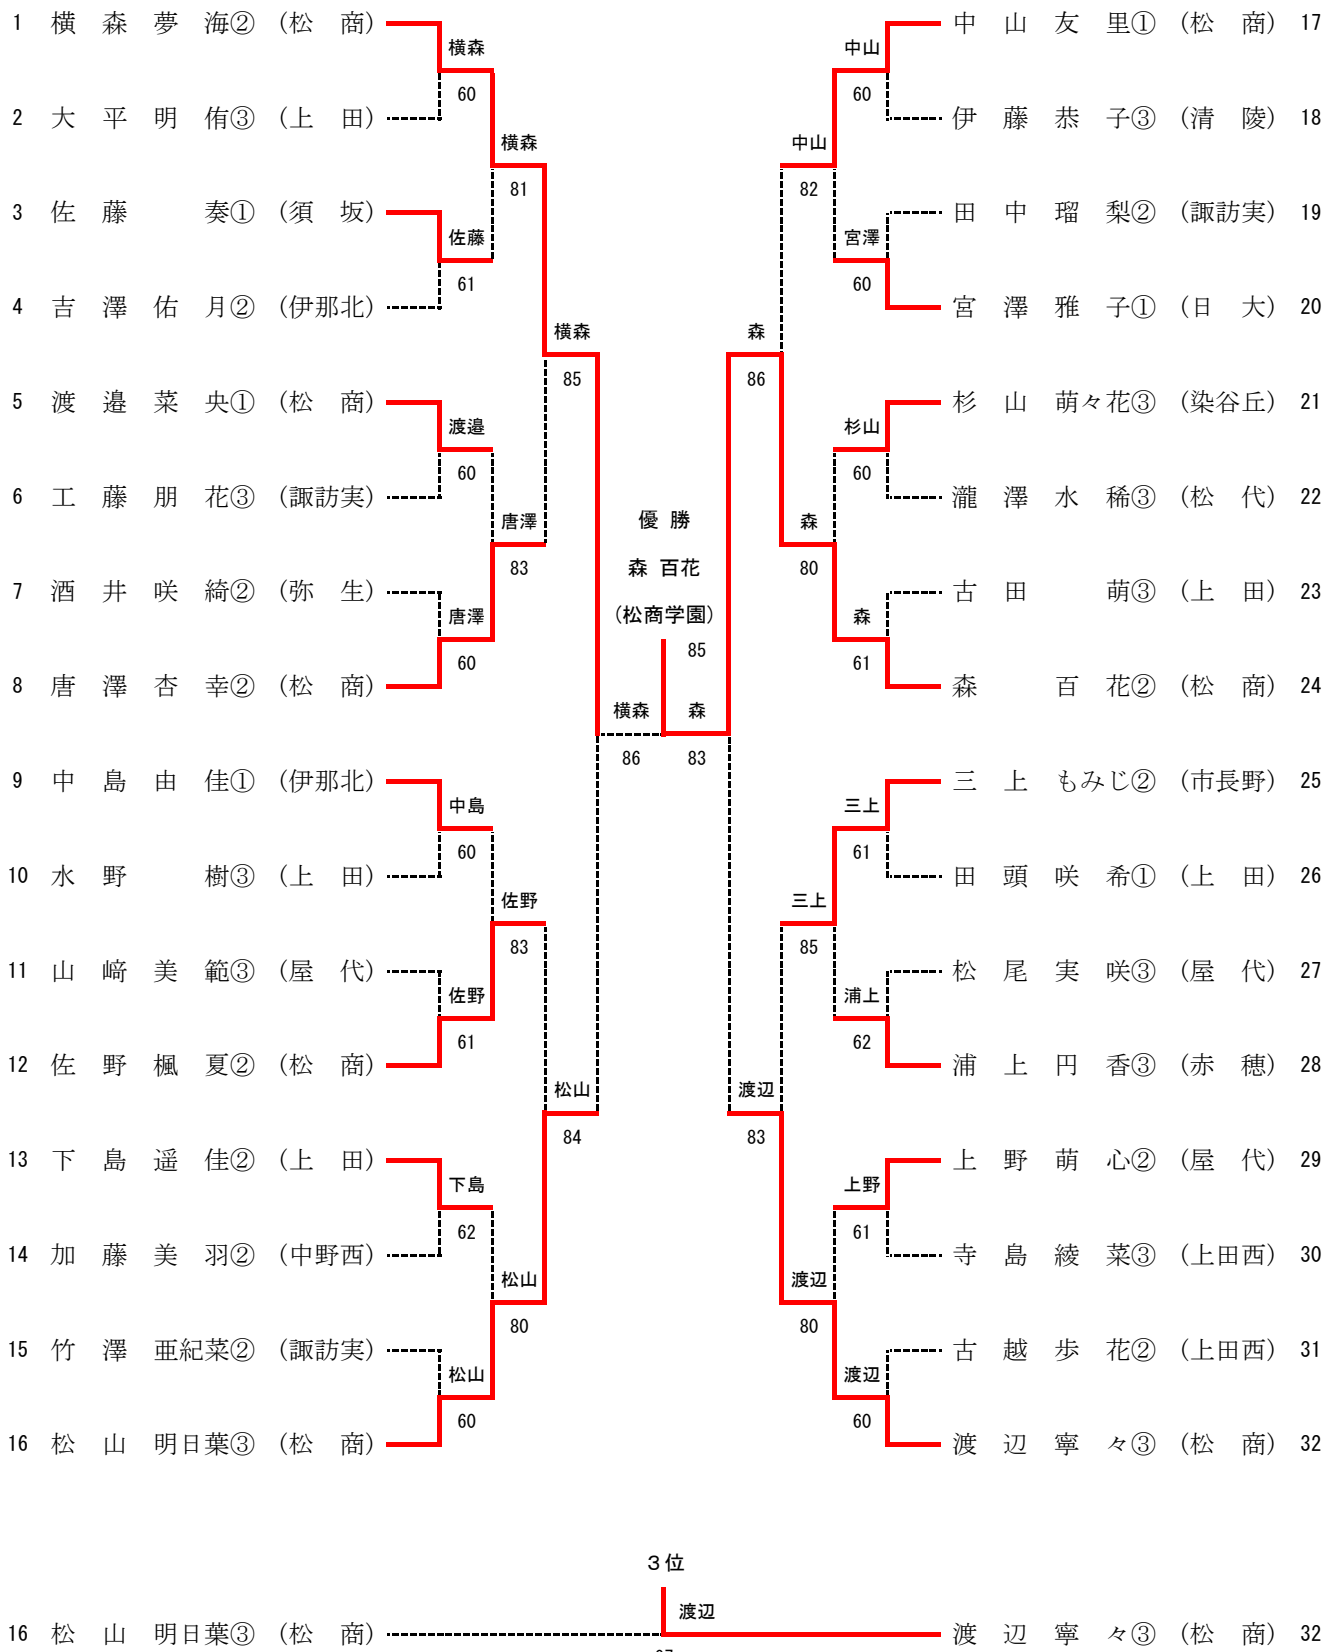 1 横 森 夢 海② (松 商)
2 大 平 明 侑③ (上 田)
3 佐 藤 奏① (須 坂)
4 吉 澤 佑 月② (伊那北)
5 渡 邉 菜 央① (松 商)
6 工 藤 朋 花③ (諏訪実)
7 酒 井 咲 綺② (弥 生)
8 唐 澤 杏 幸② (松 商)
9 中 島 由 佳① (伊那北)
10 水 野 樹③ (上 田)
11 山 﨑 美 範③ (屋 代)
12 佐 野 楓 夏② (松 商)
13 下 島 遥 佳② (上 田)
14 加 藤 美 羽② (中野西)
15 竹 澤 亜紀菜② (諏訪実)
16 松 山 明日葉③ (松 商)
横森
60
佐藤
61
渡邉
60
唐澤
60
中島
60
佐野
61
下島
62
松山
60
横森
81
唐澤
83
佐野
83
松山
80
横森
85
松山
84
横森
86
優 勝
森 百花
(松商学園)
85
森
83
森
86
渡辺
83
中山
82
森
80
三上
85
渡辺
80
中山
60
宮澤
60
杉山
60
森
61
三上
61
浦上
62
上野
61
渡辺
60
中 山 友 里① (松 商) 17
伊 藤 恭 子③ (清 陵) 18
田 中 瑠 梨② (諏訪実) 19
宮 澤 雅 子① (日 大) 20
杉 山 萌々花③ (染谷丘) 21
瀧 澤 水 稀③ (松 代) 22
古 田 萌③ (上 田) 23
森 百 花② (松 商) 24
三 上 もみじ② (市長野) 25
田 頭 咲 希① (上 田) 26
松 尾 実 咲③ (屋 代) 27
浦 上 円 香③ (赤 穂) 28
上 野 萌 心② (屋 代) 29
寺 島 綾 菜③ (上田西) 30
古 越 歩 花② (上田西) 31
渡 辺 寧 々③ (松 商) 32
3位
渡辺
16 松 山 明日葉③ (松 商)
渡 辺 寧 々③ (松 商) 32